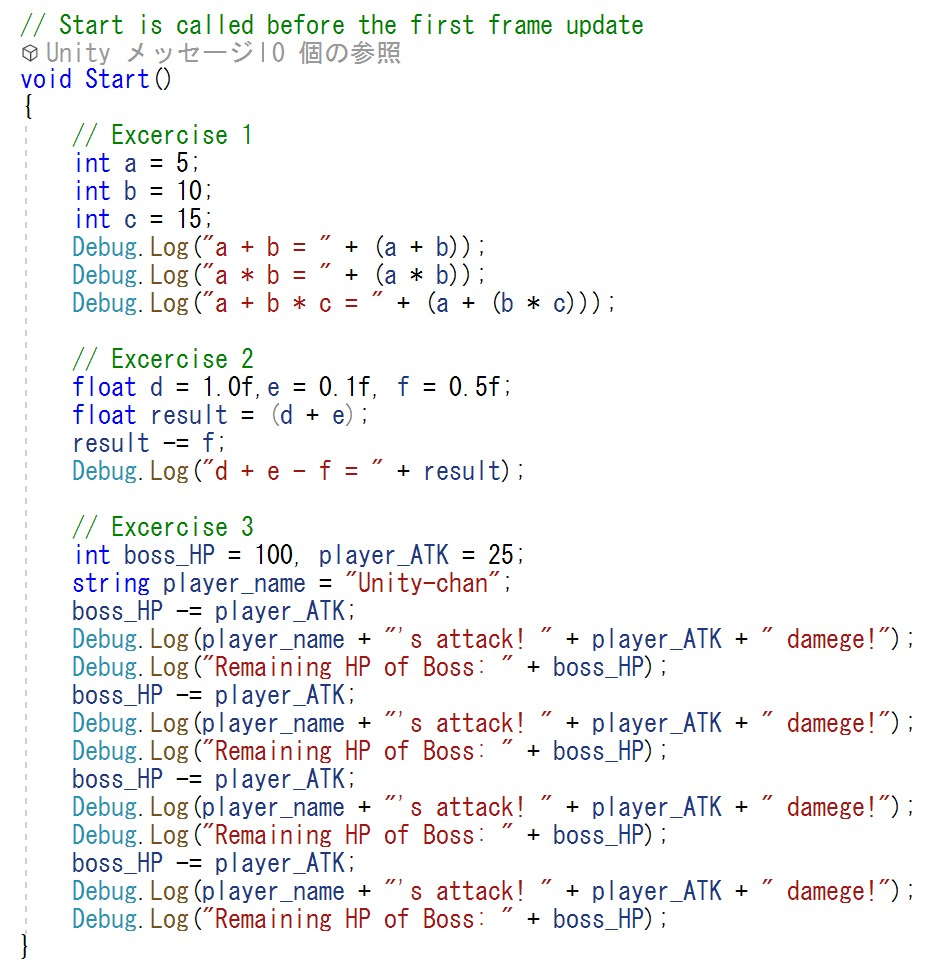 // Start is called before the first frame update
Unity メッセージ|0 個の参照
void Start()
{
// Excercise 1
int a = 5;
int b = 10;
int c = 15;
Debug.Log("a + b = " + (a + b));
Debug.Log("a * b = " + (a * b));
Debug.Log("a + b * c = " + (a + (b * c)));
// Excercise 2
float d = 1.0f,e = 0.1f, f = 0.5f;
float result = (d + e);
result -= f;
Debug.Log("d + e - f = " + result);
// Excercise 3
int boss_HP = 100, player_ATK = 25;
string player_name = "Unity-chan";
boss_HP -= player_ATK;
Debug.Log(player_name + "'s attack! " + player_ATK + " damege!");
Debug.Log("Remaining HP of Boss: " + boss_HP);
boss_HP -= player_ATK;
Debug.Log(player_name + "'s attack! " + player_ATK + " damege!");
Debug.Log("Remaining HP of Boss: " + boss_HP);
boss_HP -= player_ATK;
Debug.Log(player_name + "'s attack! " + player_ATK + " damege!");
Debug.Log("Remaining HP of Boss: " + boss_HP);
boss_HP -= player_ATK;
Debug.Log(player_name + "'s attack! " + player_ATK + " damege!");
Debug.Log("Remaining HP of Boss: " + boss_HP);
}